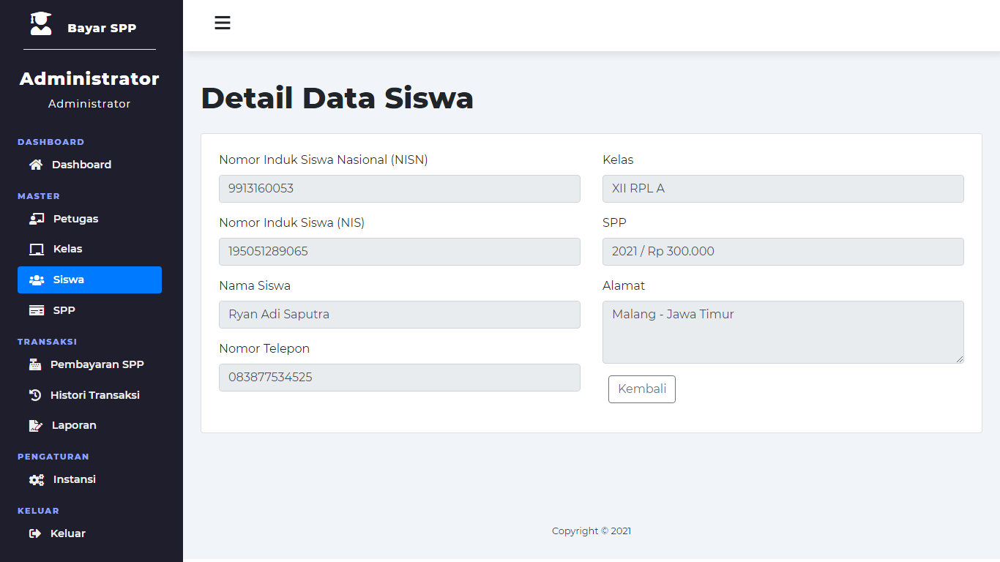 Bayar SPP
Administrator
Administrator
DASHBOARD
Dashboard
MASTER
Petugas
Kelas
Siswa
SPP
TRANSAKSI
Pembayaran SPP
Histori Transaksi
Laporan
PENGATURAN
Instansi
KELUAR
Keluar
Detail Data Siswa
Nomor Induk Siswa Nasional (NISN)
9913160053
Nomor Induk Siswa (NIS)
195051289065
Nama Siswa
Ryan Adi Saputra
Nomor Telepon
083877534525
Kelas
XII RPL A
SPP
2021 / Rp 300.000
Alamat
Malang - Jawa Timur
Kembali
Copyright © 2021